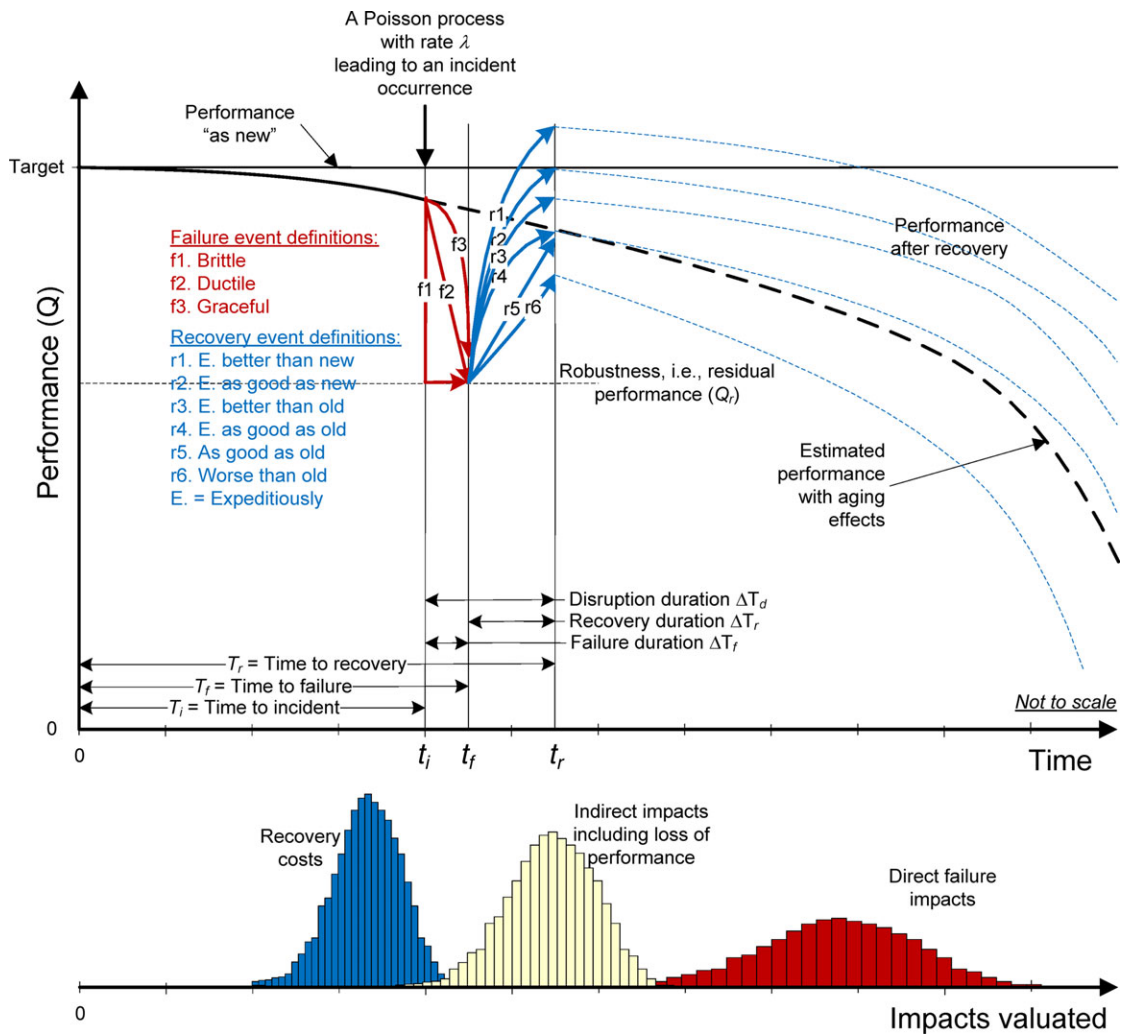 A Poisson process
with rate λ
leading to an incident
occurrence
Performance
“as new”
Target
Performance (Q)
Failure event definitions:
f1. Brittle
f2. Ductile
f3. Graceful
Recovery event definitions:
r1. E. better than new
r2. E. as good as new
r3. E. better than old
r4. E. as good as old
r5. As good as old
r6. Worse than old
E. = Expeditiously
f3
f1
f2
r1.
r2
r3
r4
r5
r6
Performance
after recovery
Robustness, i.e., residual
performance (Qr)
Estimated
performance
with aging
effects
Disruption duration ΔTd
Recovery duration ΔTr
Failure duration ΔTf
Tr = Time to recovery
Tf = Time to failure
Ti = Time to incident
Not to scale
0
0
ti
tf
tr
Time
Recovery
costs
Indirect impacts
including loss of
performance
Direct failure
impacts
0
Impacts valuated